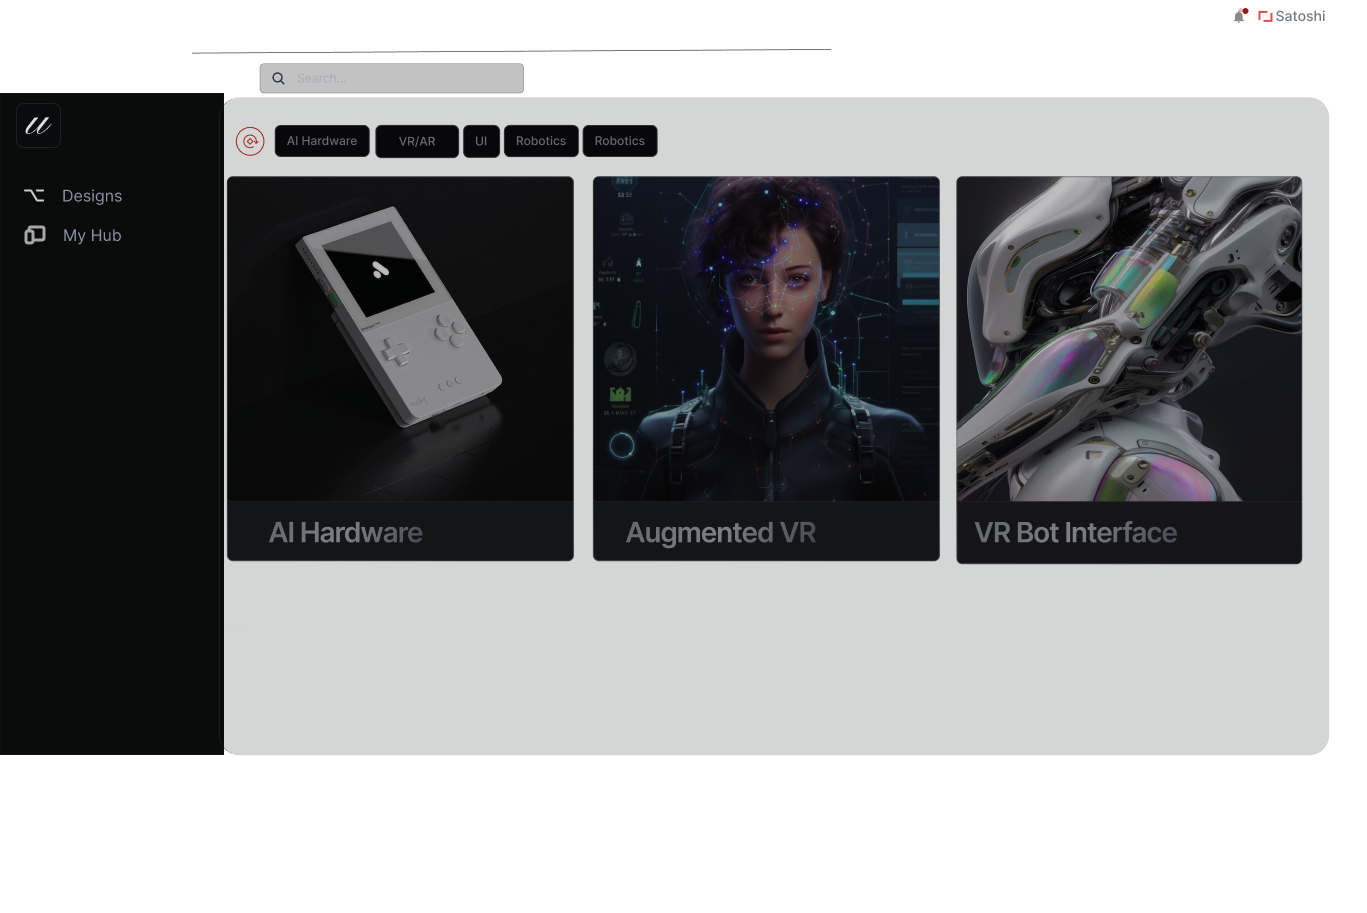 Satoshi
Search...
Designs
My Hub
AI Hardware
VR/AR
UI
Robotics
Robotics
AI Hardware
Augmented VR
VR Bot Interface